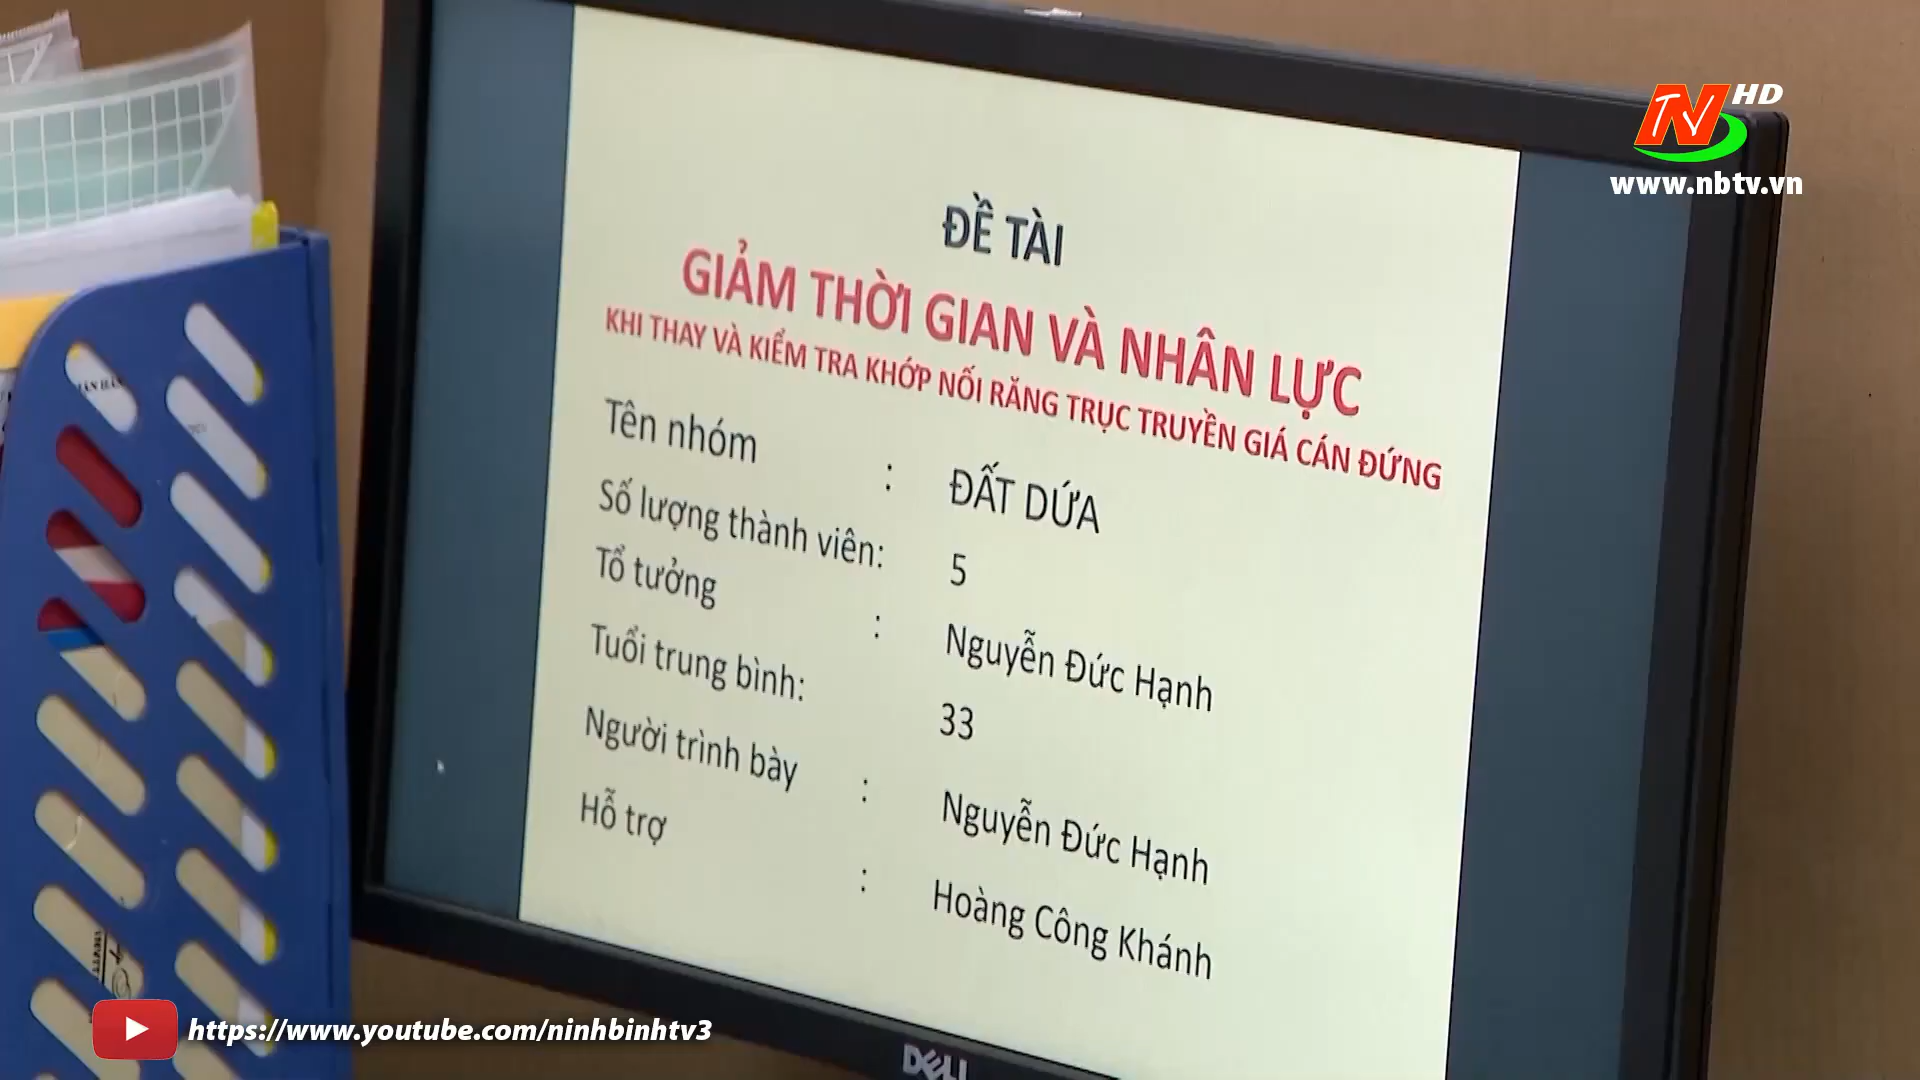 HD
NTV
www.nbtv.vn
ĐỀ TÀI
GIẢM THỜI GIAN VÀ NHÂN LỰC
KHI THAY VÀ KIỂM TRA KHỚP NỐI RĂNG TRỤC TRUYỀN GIÁ CÁN ĐỨNG
Tên nhóm : ĐẤT DỨA
Số lượng thành viên: 5
Tổ tưởng : Nguyễn Đức Hạnh
Tuổi trung bình: 33
Người trình bày : Nguyễn Đức Hạnh
Hỗ trợ : Hoàng Công Khánh
https://www.youtube.com/ninhbinhtv3
DELL